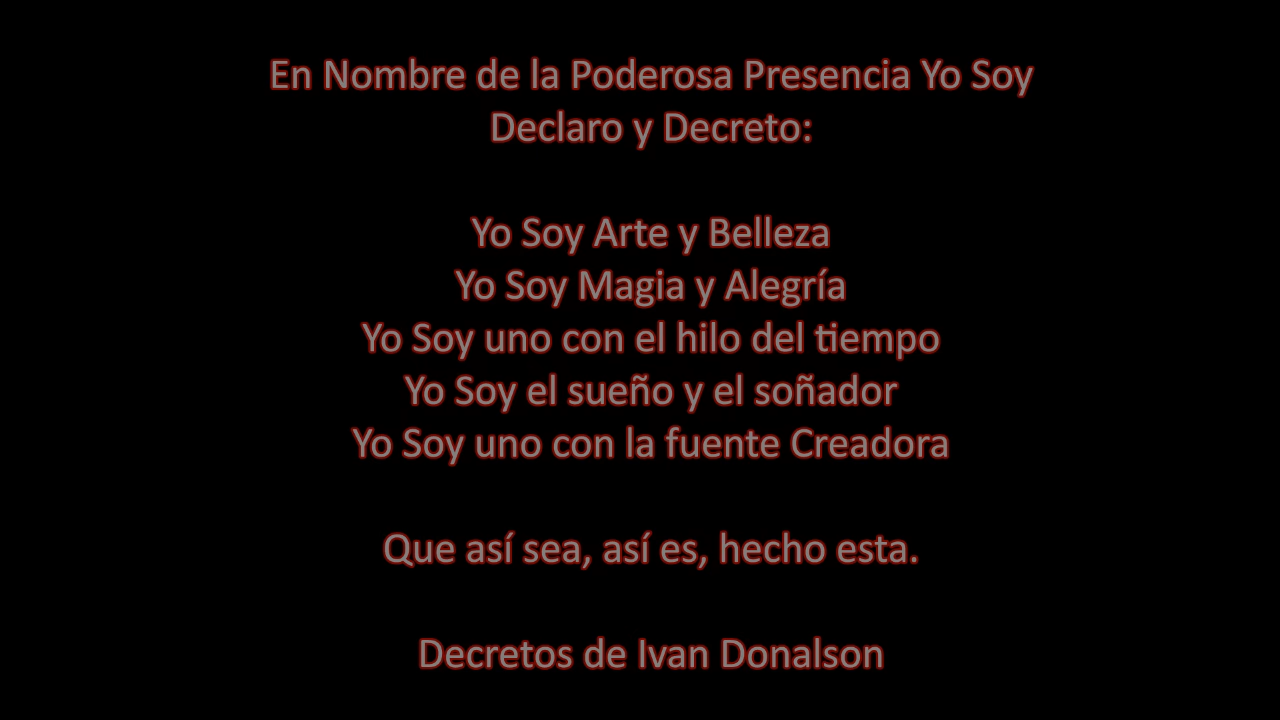 En Nombre de la Poderosa Presencia Yo Soy
Declaro y Decreto:
Yo Soy Arte y Belleza
Yo Soy Magia y Alegría
Yo Soy uno con el hilo del tiempo
Yo Soy el sueño y el soñador
Yo Soy uno con la fuente Creadora
Que así sea, así es, hecho esta.
Decretos de Ivan Donalson